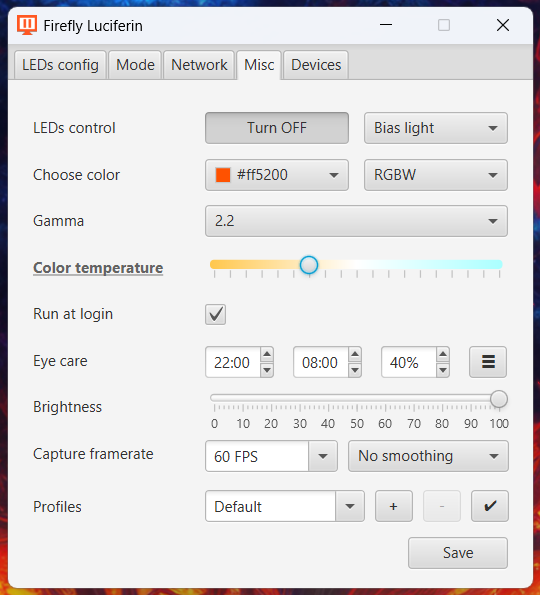 Firefly Luciferin
LEDs config Mode Network Misc Devices
LEDs control Turn OFF Bias light
Choose color #ff5200 RGBW
Gamma 2.2
Color temperature
Run at login
Eye care 22:00 08:00 40%
Brightness
0 10 20 30 40 50 60 70 80 90 100
Capture framerate 60 FPS No smoothing
Profiles Default + - ✔
Save